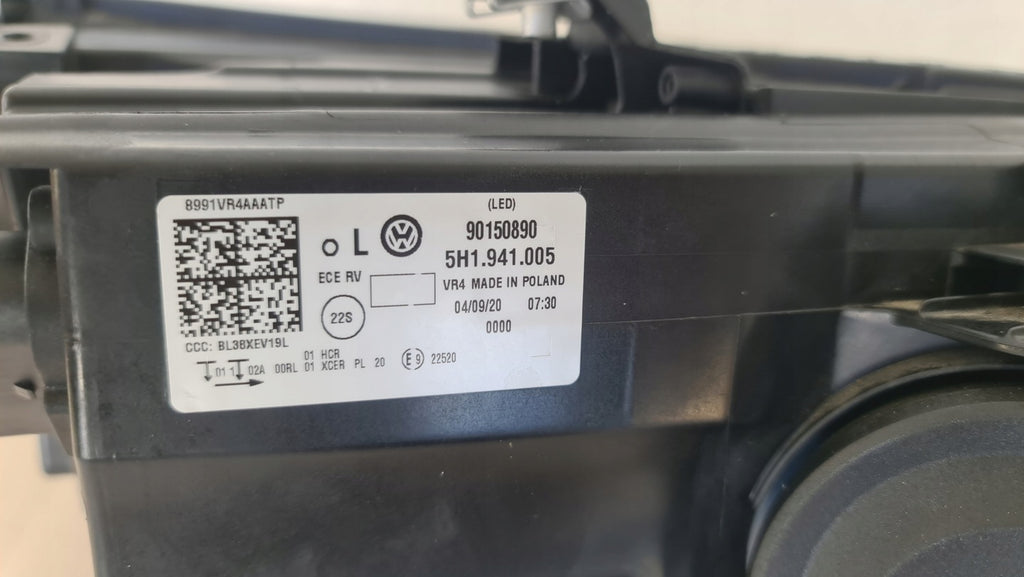 8991VR4AAATP
(LED)
L
90150890
5H1.941.005
ECE RV
VR4 MADE IN POLAND
22S
04/09/20 07:30
0000
CCC: BL38XEV19L
01 HCR
01 1 02A 00RL 01 XCER PL 20 E9 22520